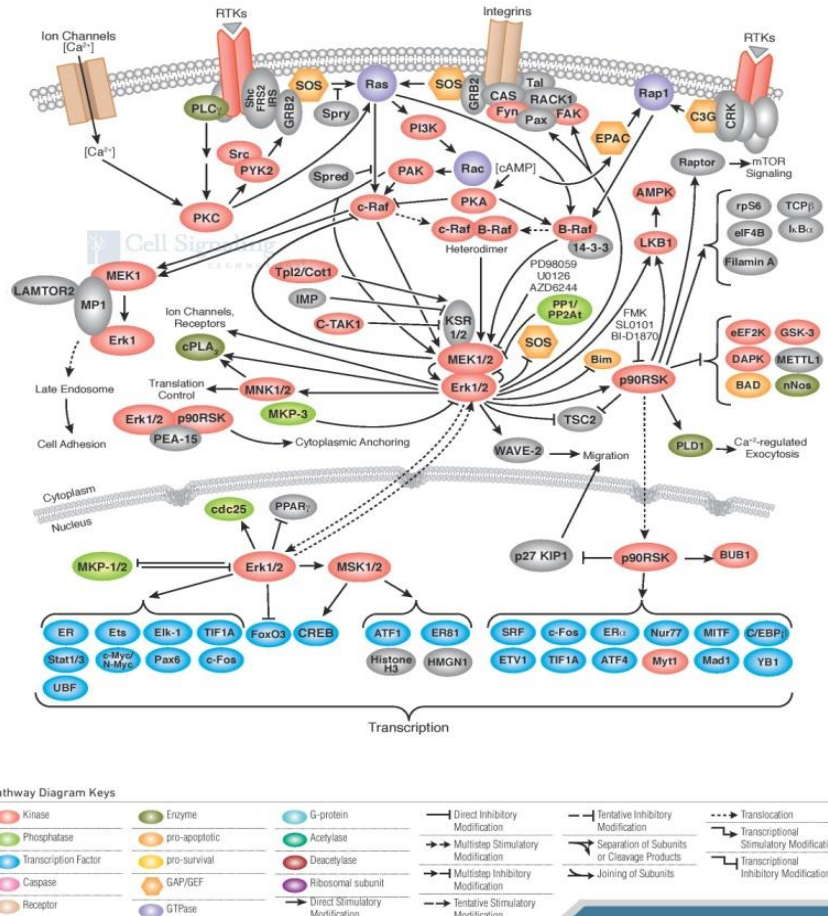 RTKs
Integrins
RTKs
Ion Channels
[Ca²⁺]
Shc
FRS2
IRS
GRB2
SOS
Ras
SOS
GRB2
CAS
Tal
RACK1
Fyn
Pax
FAK
Rap1
C3G
CRK
PLCγ
Spry
EPAC
[Ca²⁺]
Src
PYK2
PI3K
Raptor
mTOR
Signaling
Spred
PAK
Rac
[cAMP]
AMPK
PKC
c-Raf
PKA
rpS6
TCPβ
eIF4B
IκBα
Filamin A
c-Raf
B-Raf
Heterodimer
B-Raf
14-3-3
LKB1
Cell Signaling
MEK1
LAMTOR2
MP1
Erk1
Tpl2/Cot1
IMP
C-TAK1
KSR
1/2
PD98059
U0126
AZD6244
PP1/
PP2At
FMK
SL0101
BI-D1870
Ion Channels,
Receptors
cPLA₂
SOS
MEK1/2
Erk1/2
Bim
p90RSK
eEF2K
GSK-3
DAPK
METTL1
BAD
nNos
Late Endosome
Translation
Control
MNK1/2
MKP-3
Erk1/2
p90RSK
PEA-15
Cytoplasmic Anchoring
TSC2
Cell Adhesion
WAVE-2
Migration
PLD1
Ca⁺²-regulated
Exocytosis
Cytoplasm
Nucleus
cdc25
PPARγ
MKP-1/2
Erk1/2
MSK1/2
p27 KIP1
p90RSK
BUB1
ER
Ets
Elk-1
TIF1A
FoxO3
CREB
ATF1
ER81
SRF
c-Fos
ERα
Nur77
MITF
C/EBPβ
Stat1/3
c-Myc/
N-Myc
Pax6
c-Fos
Histone
H3
HMGN1
ETV1
TIF1A
ATF4
Myt1
Mad1
YB1
UBF
Transcription
athway Diagram Keys
Kinase
Phosphatase
Transcription Factor
Caspase
Receptor
Enzyme
pro-apoptotic
pro-survival
GAP/GEF
GTPase
G-protein
Acetylase
Deacetylase
Ribosomal subunit
Direct Stimulatory
Modification
Direct Inhibitory
Modification
Multistep Stimulatory
Modification
Multistep Inhibitory
Modification
Tentative Stimulatory
Modification
Tentative Inhibitory
Modification
Separation of Subunits
or Cleavage Products
Joining of Subunits
Translocation
Transcriptional
Stimulatory Modificati
Transcriptional
Inhibitory Modification